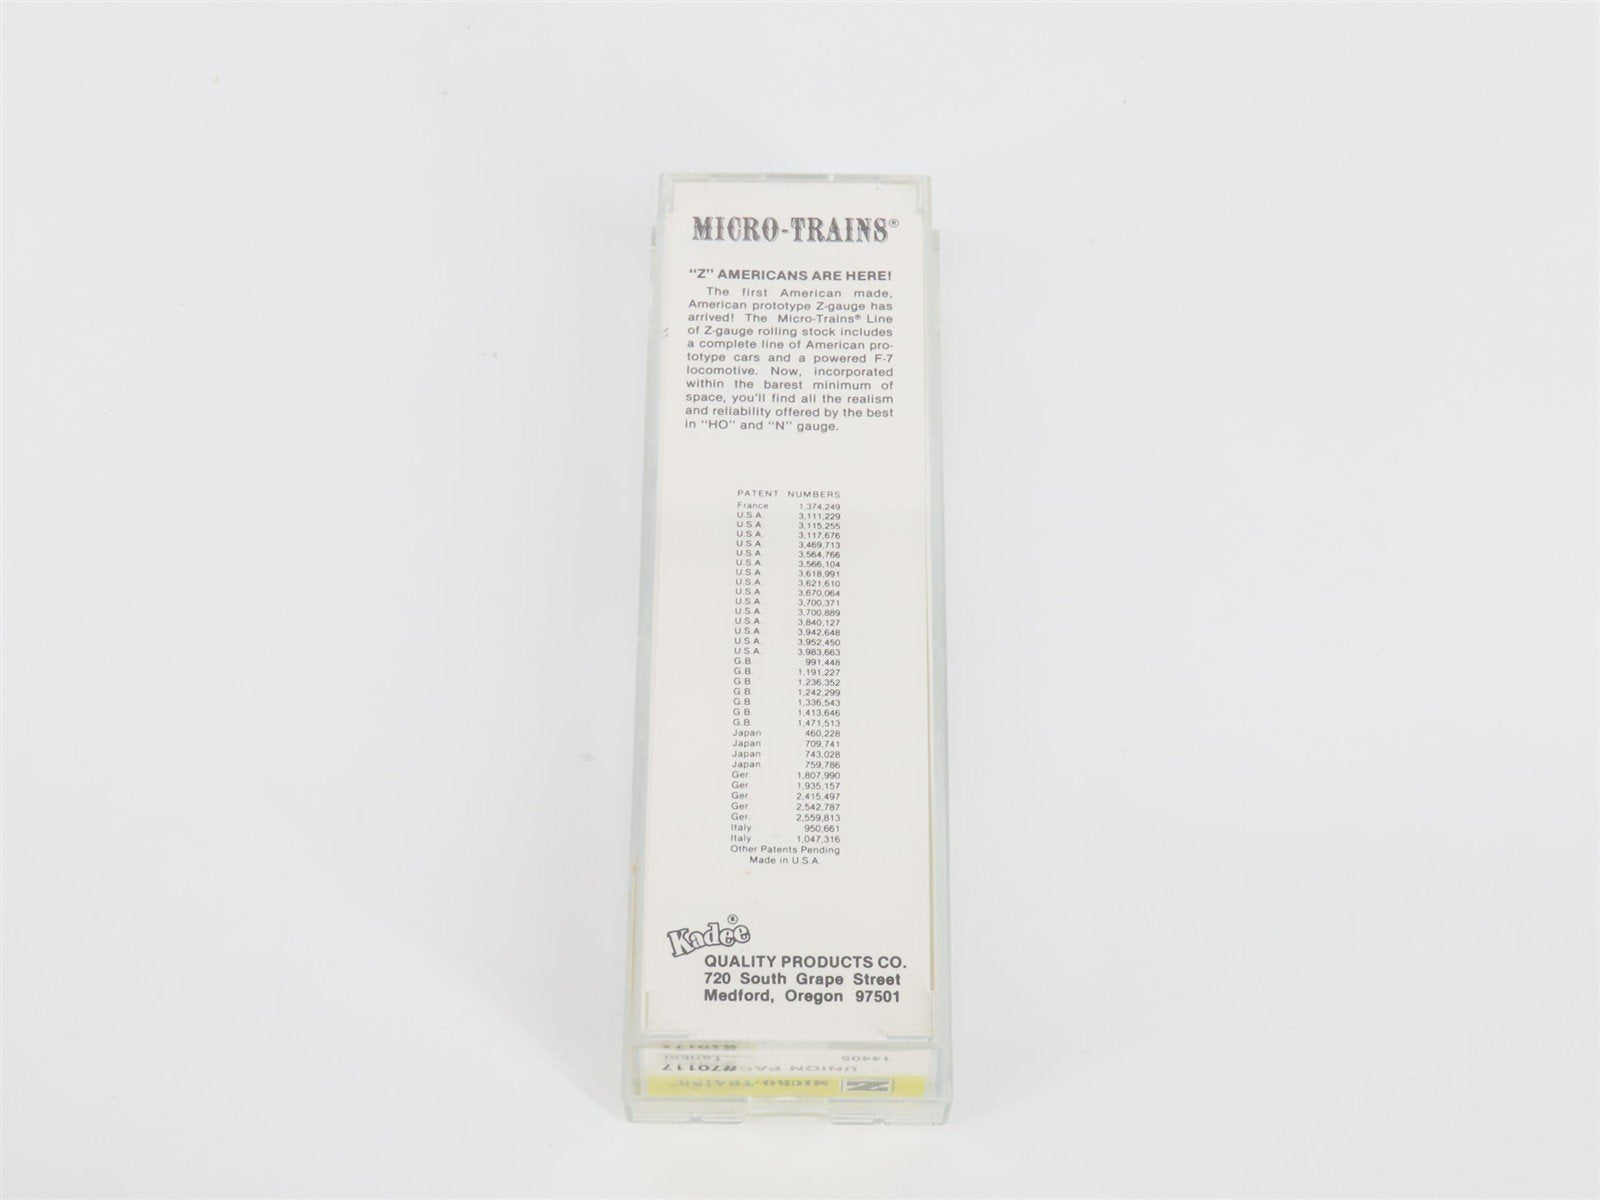 MICRO-TRAINS®
"Z" AMERICANS ARE HERE!
The first American made,
American prototype Z-gauge has
arrived! The Micro-Trains® Line
of Z-gauge rolling stock includes
a complete line of American pro-
totype cars and a powered F-7
locomotive. Now, incorporated
within the barest minimum of
space, you'll find all the realism
and reliability offered by the best
in "HO" and "N" gauge.
PATENT NUMBERS
France 1,374,249
U.S.A. 3,111,229
U.S.A. 3,115,255
U.S.A. 3,117,676
U.S.A. 3,469,713
U.S.A. 3,564,766
U.S.A. 3,566,104
U.S.A. 3,618,991
U.S.A. 3,621,610
U.S.A. 3,670,064
U.S.A. 3,700,371
U.S.A. 3,700,889
U.S.A. 3,840,127
U.S.A. 3,942,648
U.S.A. 3,952,450
U.S.A. 3,983,663
G.B. 991,448
G.B. 1,191,227
G.B. 1,236,352
G.B. 1,242,299
G.B. 1,336,543
G.B. 1,413,646
G.B. 1,471,513
Japan 460,228
Japan 709,741
Japan 743,028
Japan 759,786
Ger. 1,807,990
Ger. 1,935,157
Ger. 2,415,497
Ger. 2,542,787
Ger. 2,559,813
Italy 950,661
Italy 1,047,316
Other Patents Pending
Made in U.S.A.
Kadee®
QUALITY PRODUCTS CO.
720 South Grape Street
Medford, Oregon 97501
14405 Tanker
UNION PAC #70117
Z MICRO-TRAINS